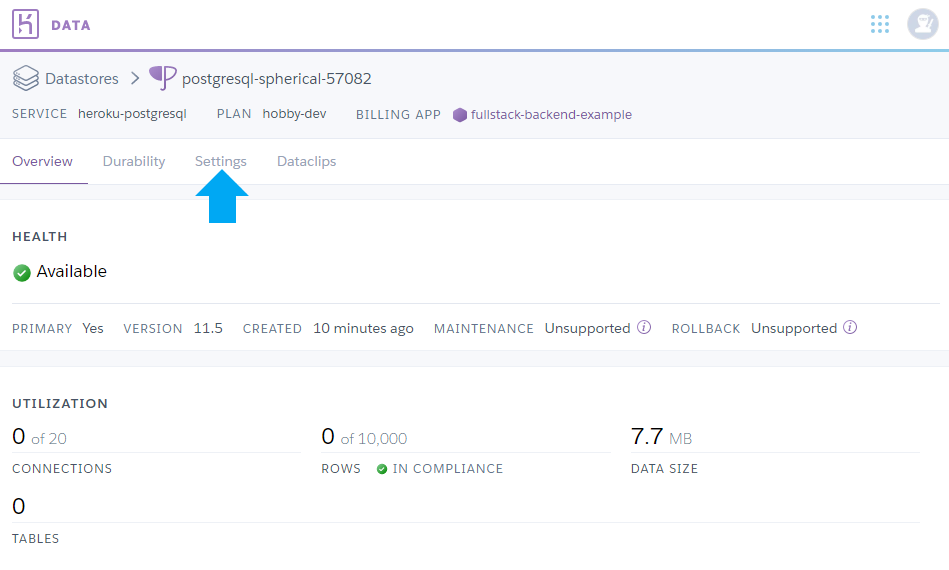 DATA
Datastores > postgresql-spherical-57082
SERVICE heroku-postgresql PLAN hobby-dev BILLING APP fullstack-backend-example
Overview Durability Settings Dataclips
HEALTH
Available
PRIMARY Yes VERSION 11.5 CREATED 10 minutes ago MAINTENANCE Unsupported ROLLBACK Unsupported
UTILIZATION
0 of 20 0 of 10,000 7.7 MB
CONNECTIONS ROWS IN COMPLIANCE DATA SIZE
0
TABLES